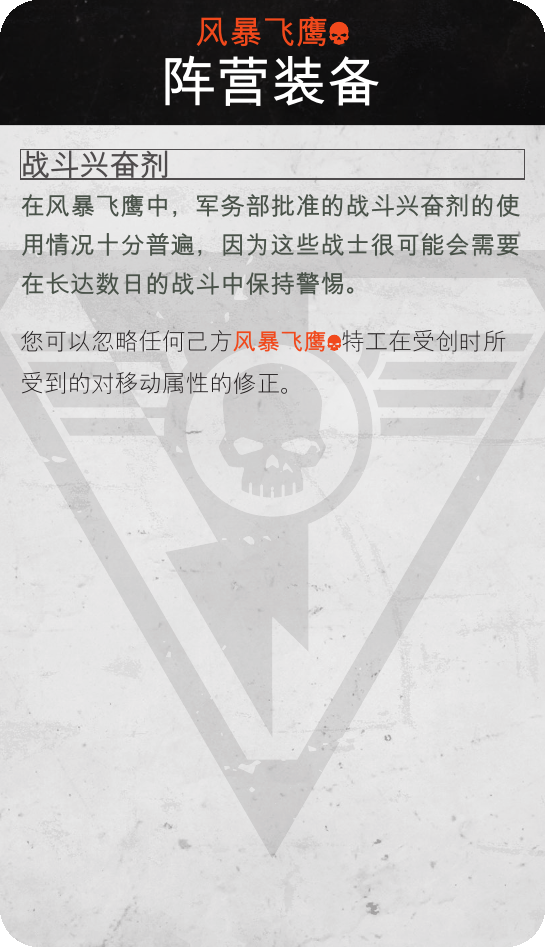 风暴飞鹰
阵营装备
战斗兴奋剂
在风暴飞鹰中，军务部批准的战斗兴奋剂的使
用情况十分普遍，因为这些战士很可能会需要
在长达数日的战斗中保持警惕。
您可以忽略任何己方风暴飞鹰特工在受创时所
受到的对移动属性的修正。